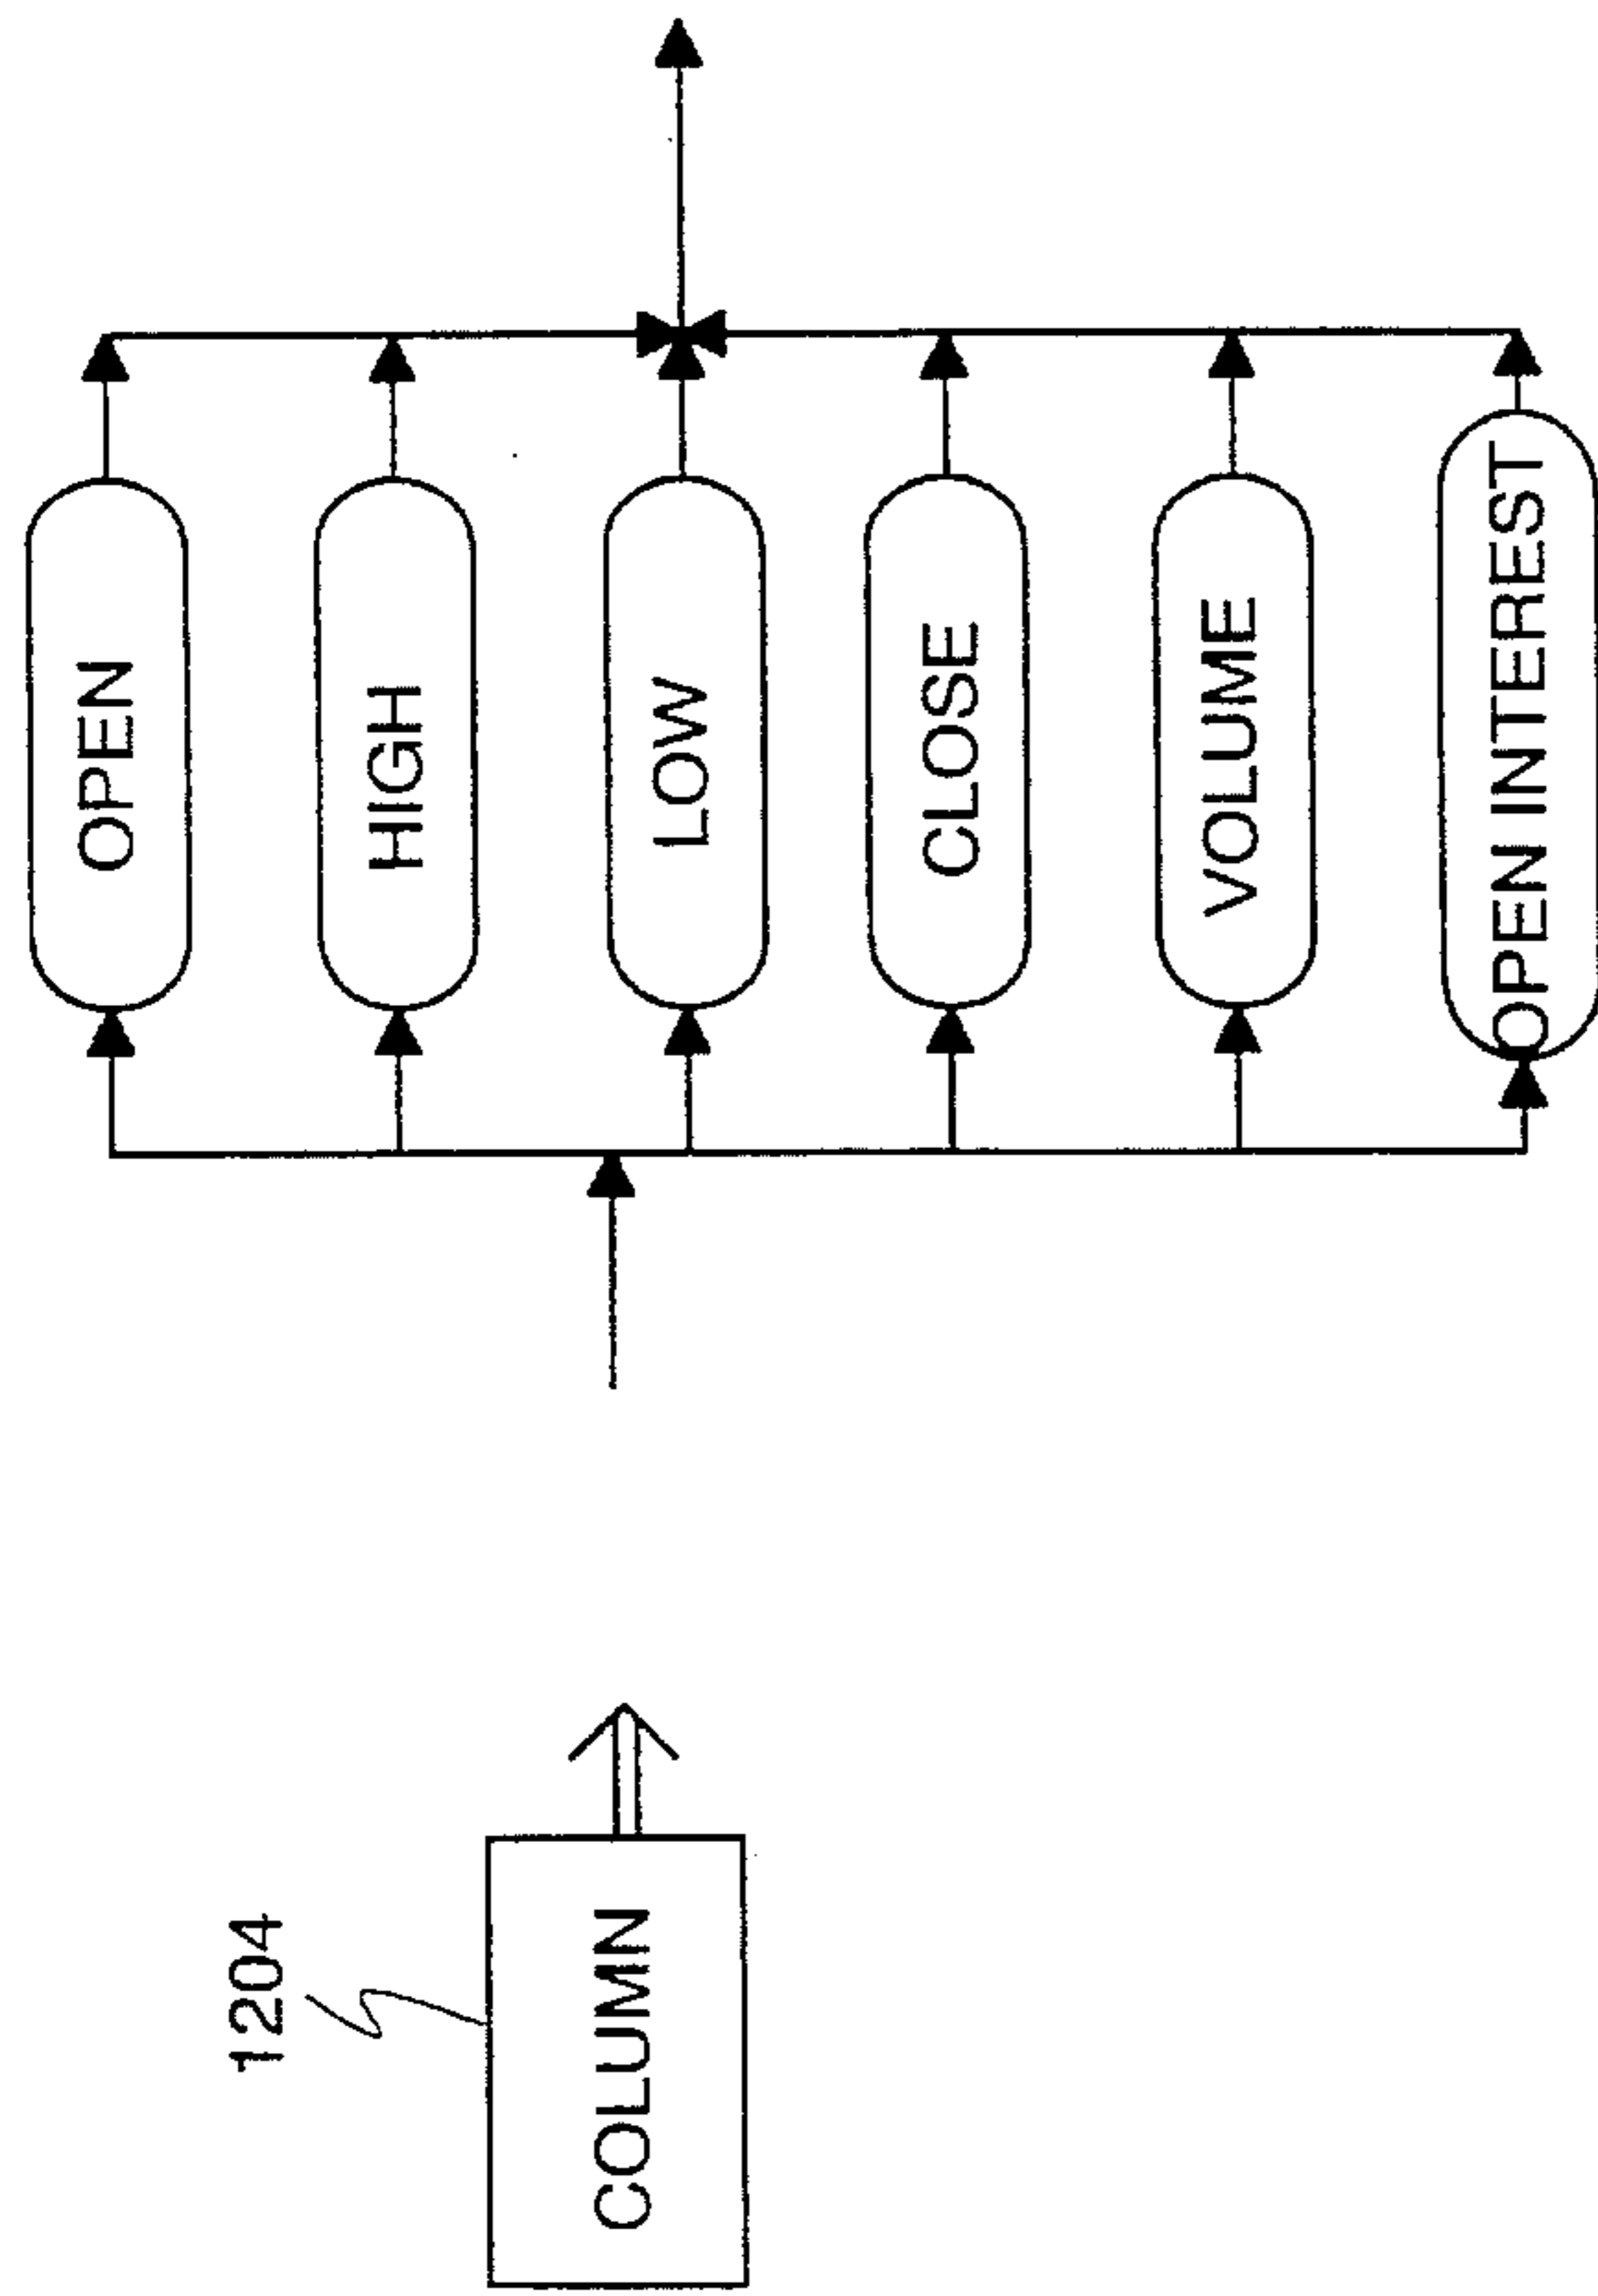 1204
COLUMN
OPEN
HIGH
LOW
CLOSE
VOLUME
OPEN INTEREST